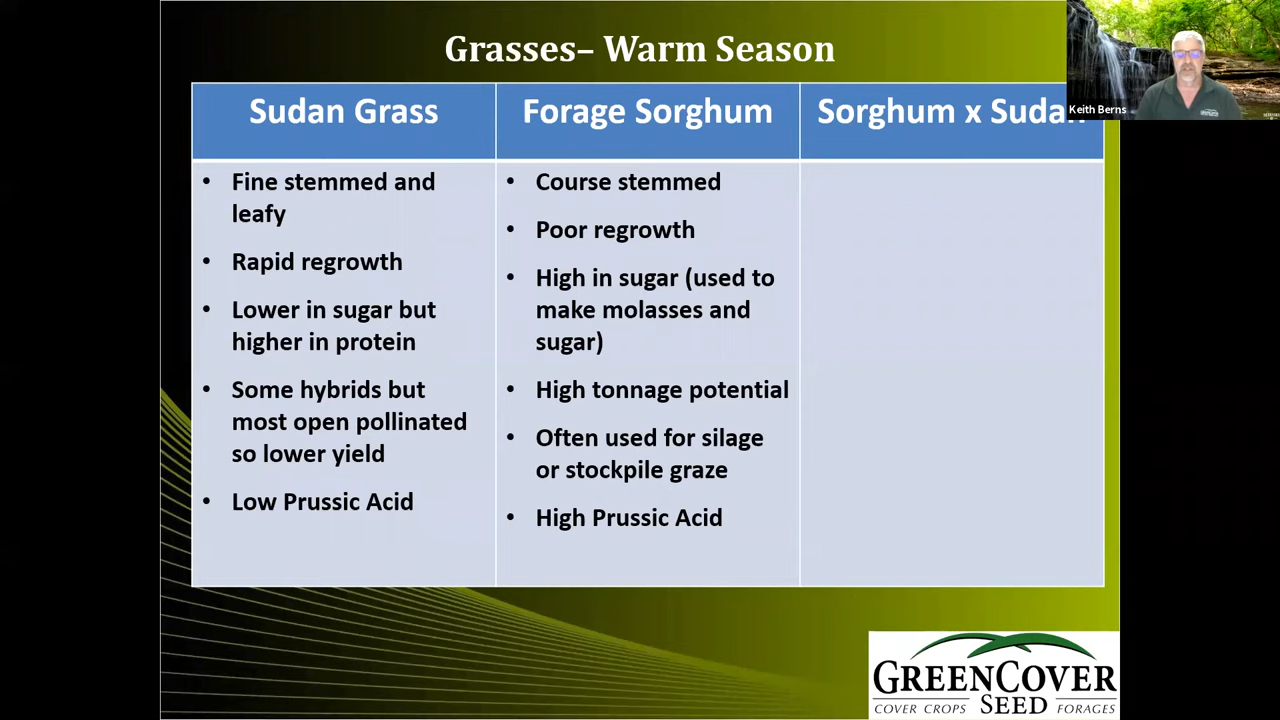 Grasses– Warm Season
Keith Berns
Sudan Grass
Forage Sorghum
Sorghum x Sudan
• Fine stemmed and
leafy
• Rapid regrowth
• Lower in sugar but
higher in protein
• Some hybrids but
most open pollinated
so lower yield
• Low Prussic Acid
• Course stemmed
• Poor regrowth
• High in sugar (used to
make molasses and
sugar)
• High tonnage potential
• Often used for silage
or stockpile graze
• High Prussic Acid
GREENCOVER
COVER CROPS SEED FORAGES